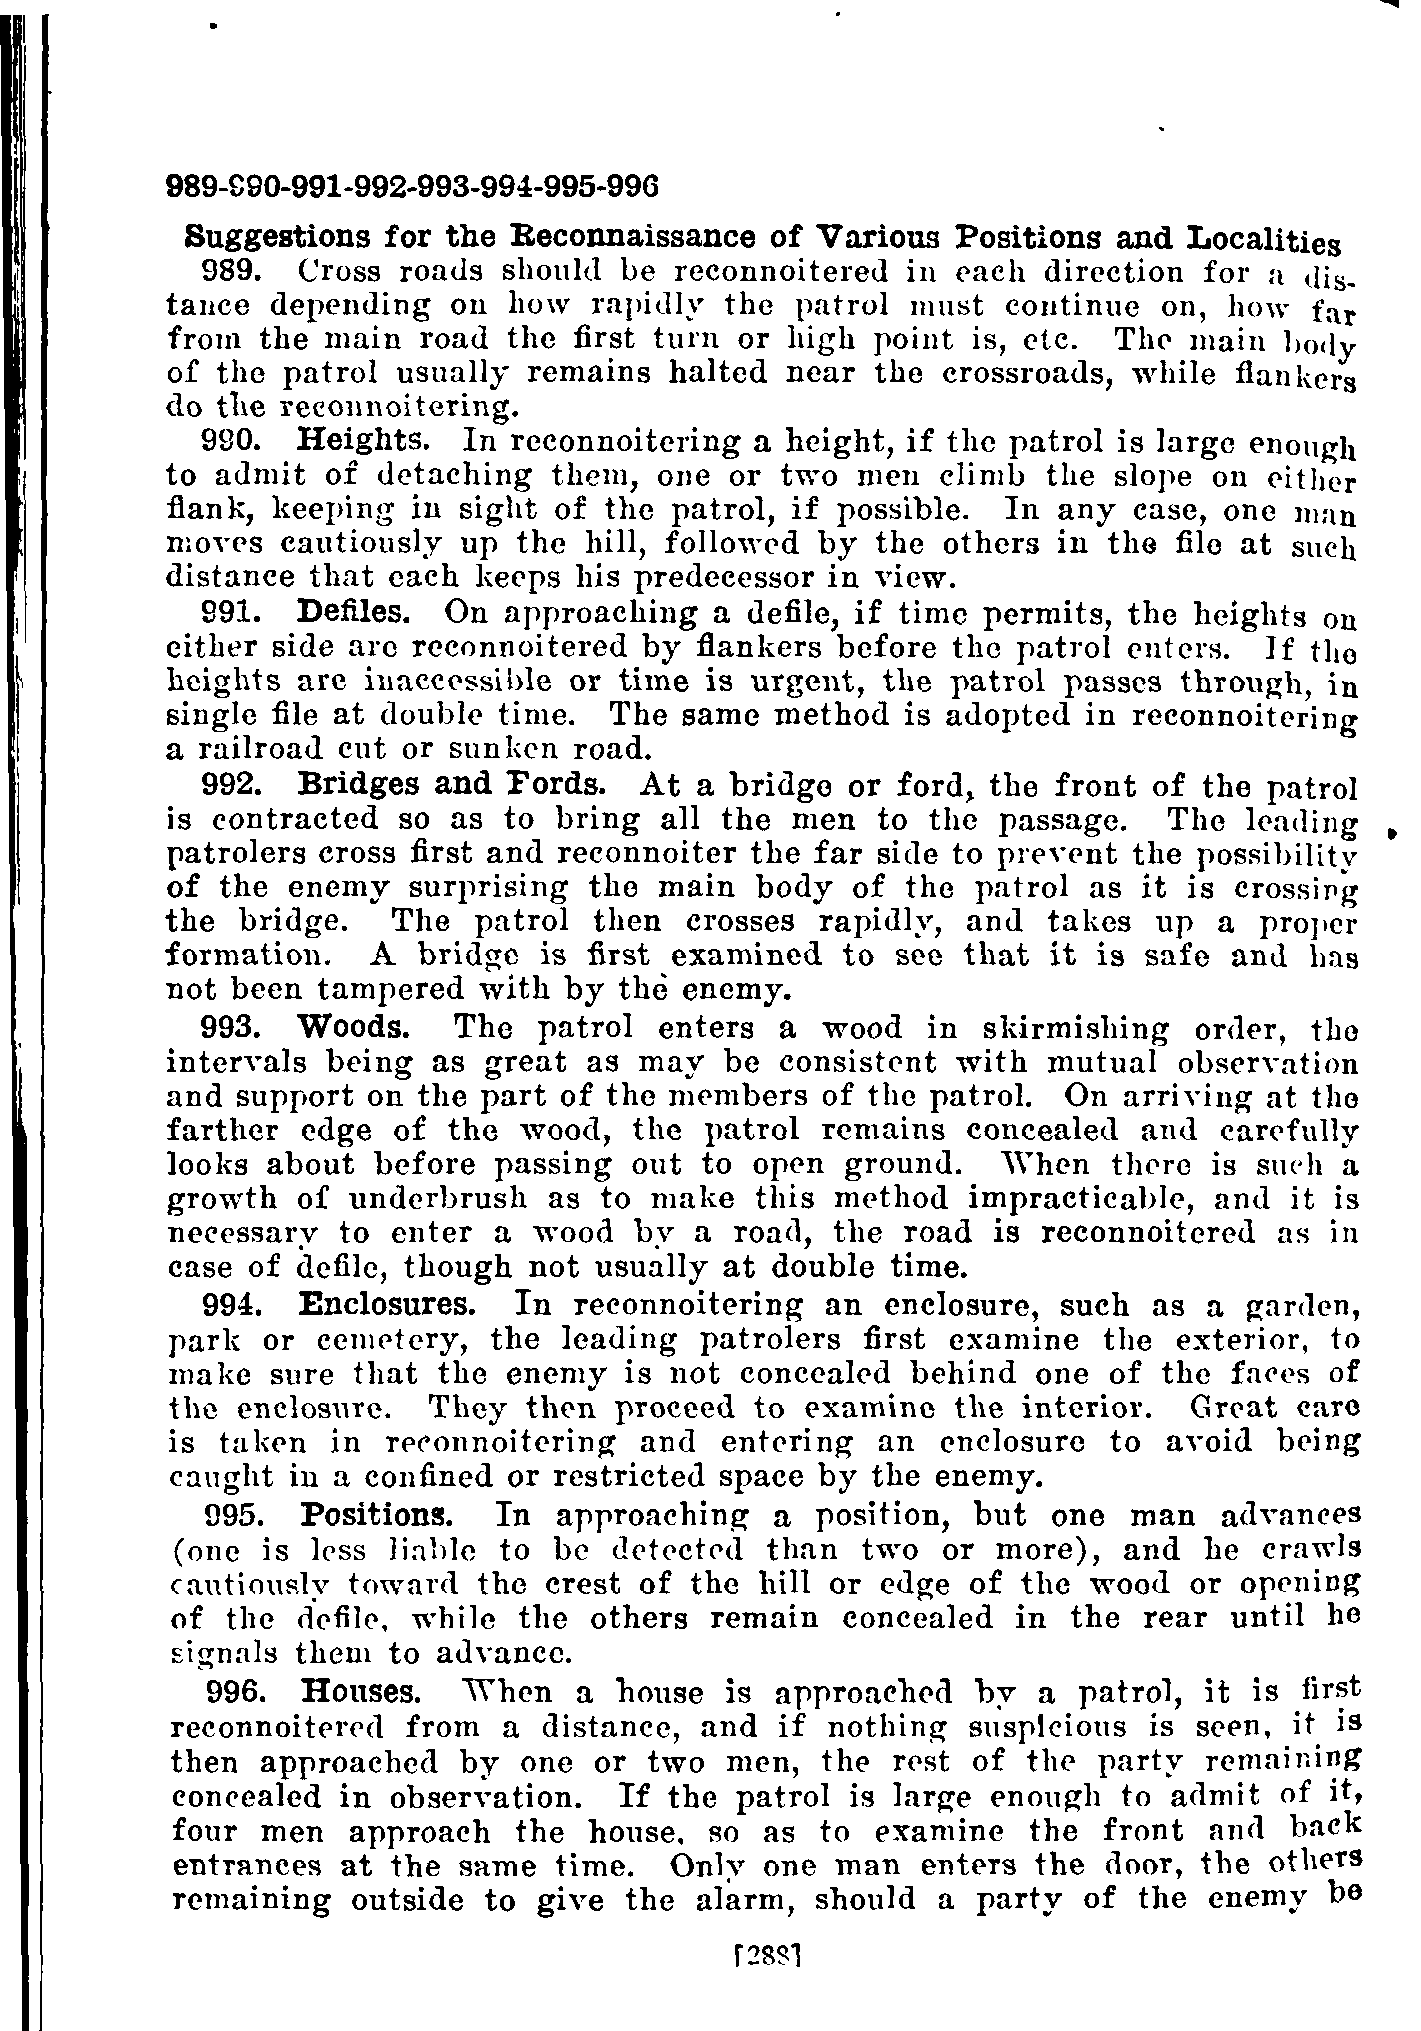 989-990-991-992-993-994-995-996
Suggestions for the Reconnaissance of Various Positions and Localities
989. Cross roads should be reconnoitered in each direction for a dis-
tance depending on how rapidly the patrol must continue on, how far
from the main road the first turn or high point is, etc. The main body
of the patrol usually remains halted near the crossroads, while flankers
do the reconnoitering.
990. Heights. In reconnoitering a height, if the patrol is large enough
to admit of detaching them, one or two men climb the slope on either
flank, keeping in sight of the patrol, if possible. In any case, one man
moves cautiously up the hill, followed by the others in the file at such
distance that each keeps his predecessor in view.
991. Defiles. On approaching a defile, if time permits, the heights on
either side are reconnoitered by flankers before the patrol enters. If the
heights are inaccessible or time is urgent, the patrol passes through, in
single file at double time. The same method is adopted in reconnoitering
a railroad cut or sunken road.
992. Bridges and Fords. At a bridge or ford, the front of the patrol
is contracted so as to bring all the men to the passage. The leading
patrolers cross first and reconnoiter the far side to prevent the possibility
of the enemy surprising the main body of the patrol as it is crossing
the bridge. The patrol then crosses rapidly, and takes up a proper
formation. A bridge is first examined to see that it is safe and has
not been tampered with by the enemy.
993. Woods. The patrol enters a wood in skirmishing order, the
intervals being as great as may be consistent with mutual observation
and support on the part of the members of the patrol. On arriving at the
farther edge of the wood, the patrol remains concealed and carefully
looks about before passing out to open ground. When there is such a
growth of underbrush as to make this method impracticable, and it is
necessary to enter a wood by a road, the road is reconnoitered as in
case of defile, though not usually at double time.
994. Enclosures. In reconnoitering an enclosure, such as a garden,
park or cemetery, the leading patrolers first examine the exterior, to
make sure that the enemy is not concealed behind one of the faces of
the enclosure. They then proceed to examine the interior. Great care
is taken in reconnoitering and entering an enclosure to avoid being
caught in a confined or restricted space by the enemy.
995. Positions. In approaching a position, but one man advances
(one is less liable to be detected than two or more), and he crawls
cautiously toward the crest of the hill or edge of the wood or opening
of the defile, while the others remain concealed in the rear until he
signals them to advance.
996. Houses. When a house is approached by a patrol, it is first
reconnoitered from a distance, and if nothing suspicious is seen, it is
then approached by one or two men, the rest of the party remaining
concealed in observation. If the patrol is large enough to admit of it,
four men approach the house, so as to examine the front and back
entrances at the same time. Only one man enters the door, the others
remaining outside to give the alarm, should a party of the enemy be
[288]